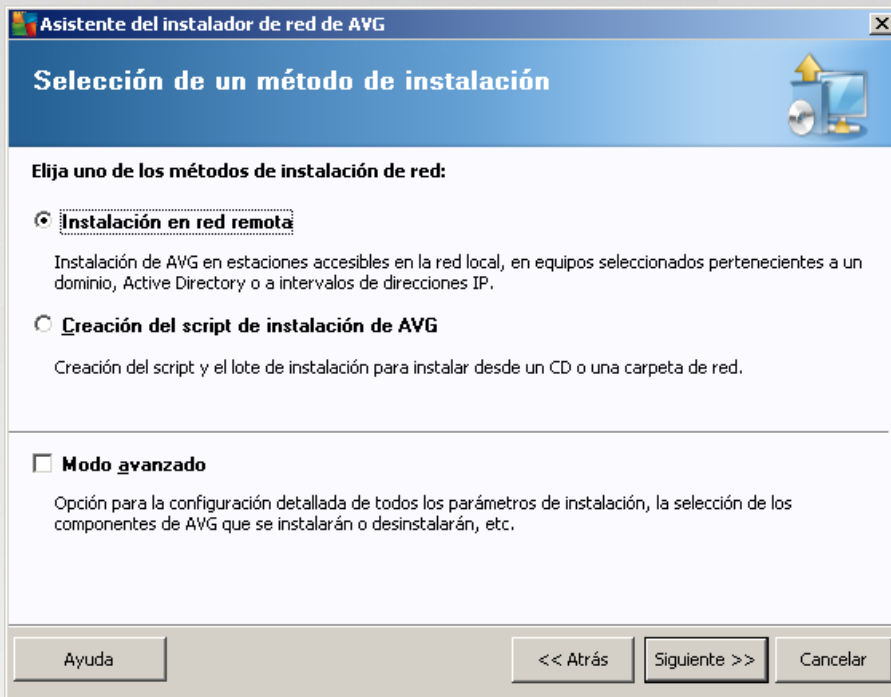 Asistente del instalador de red de AVG
Selección de un método de instalación
Elija uno de los métodos de instalación de red:
Instalación en red remota
Instalación de AVG en estaciones accesibles en la red local, en equipos seleccionados pertenecientes a un
dominio, Active Directory o a intervalos de direcciones IP.
Creación del script de instalación de AVG
Creación del script y el lote de instalación para instalar desde un CD o una carpeta de red.
Modo avanzado
Opción para la configuración detallada de todos los parámetros de instalación, la selección de los
componentes de AVG que se instalarán o desinstalarán, etc.
Ayuda
<< Atrás
Siguiente >>
Cancelar